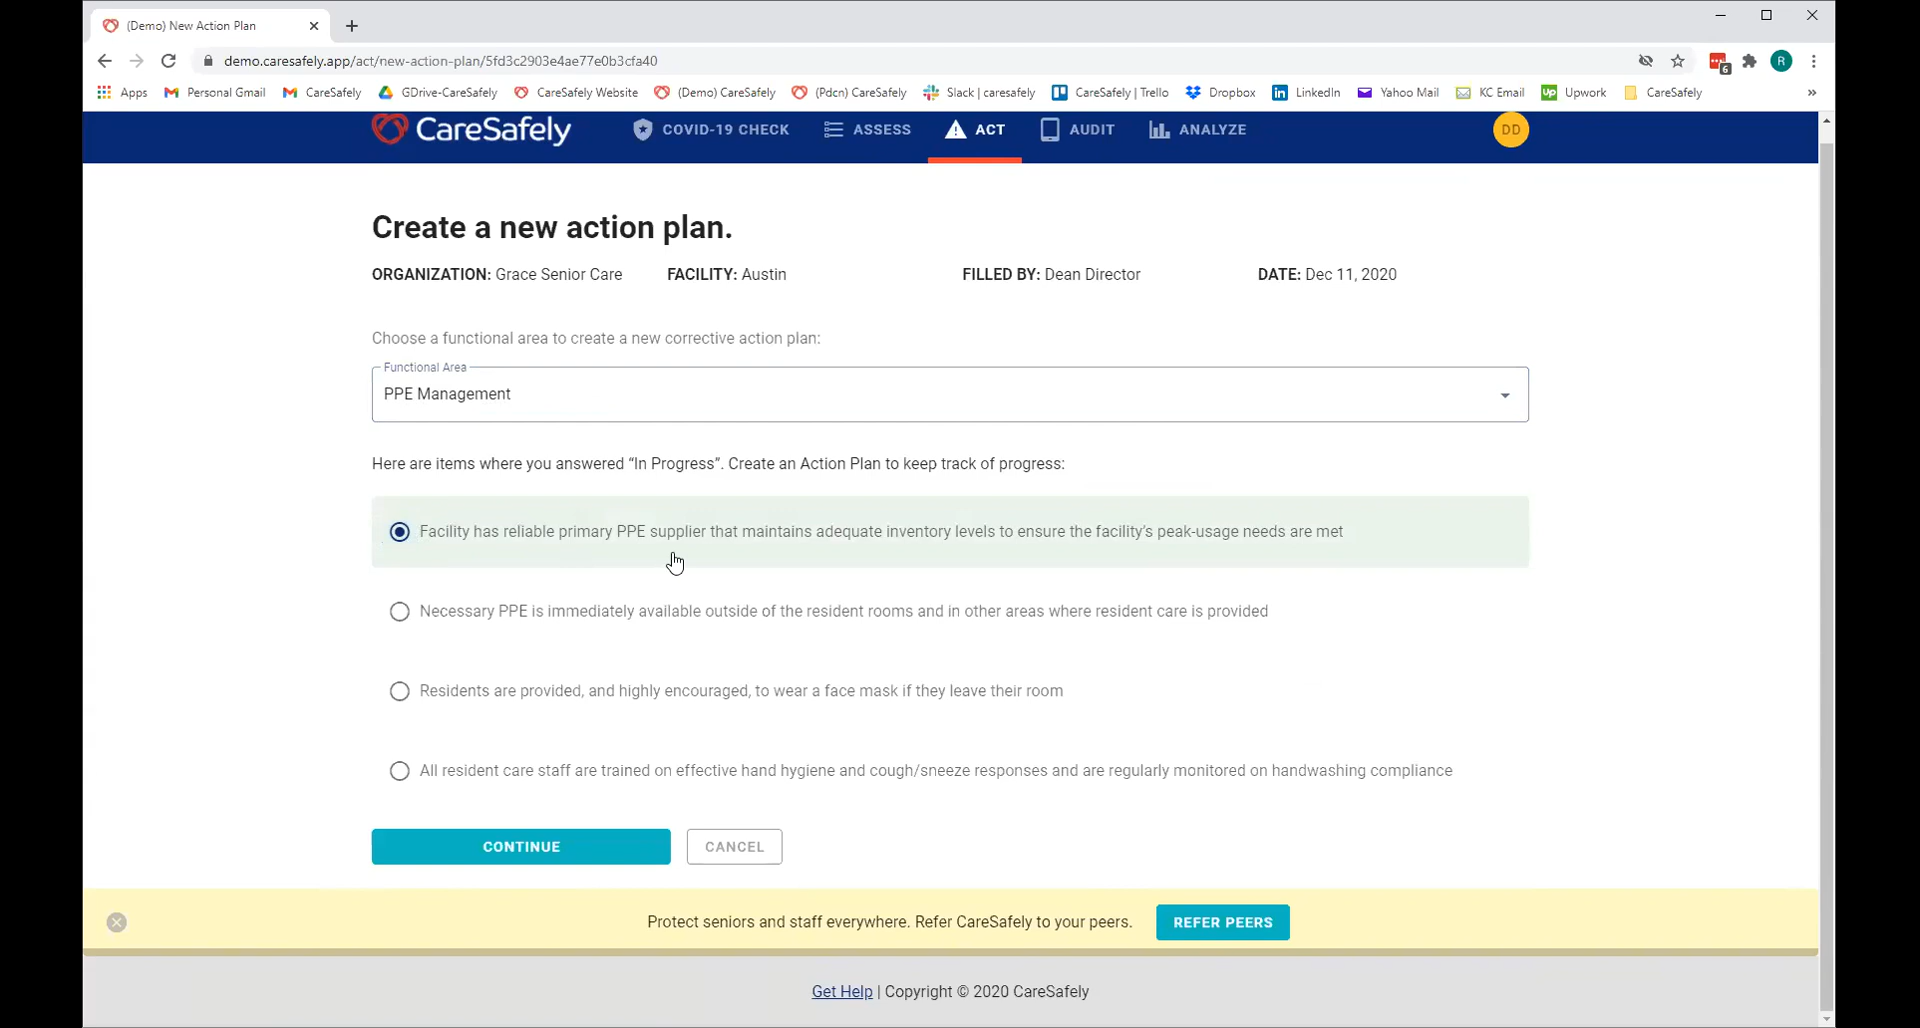 (Demo) New Action Plan
demo.caresafely.app/act/new-action-plan/5fd3c2903e4ae77e0b3cfa40
6
R
Apps Personal Gmail CareSafely GDrive-CareSafely CareSafely Website (Demo) CareSafely (Pdcn) CareSafely Slack | caresafely CareSafely | Trello Dropbox LinkedIn Yahoo Mail KC Email Upwork CareSafely »
CareSafely COVID-19 CHECK ASSESS ACT AUDIT ANALYZE DD
Create a new action plan.
ORGANIZATION: Grace Senior Care FACILITY: Austin FILLED BY: Dean Director DATE: Dec 11, 2020
Choose a functional area to create a new corrective action plan:
Functional Area
PPE Management
Here are items where you answered “In Progress”. Create an Action Plan to keep track of progress:
Facility has reliable primary PPE supplier that maintains adequate inventory levels to ensure the facility's peak-usage needs are met
Necessary PPE is immediately available outside of the resident rooms and in other areas where resident care is provided
Residents are provided, and highly encouraged, to wear a face mask if they leave their room
All resident care staff are trained on effective hand hygiene and cough/sneeze responses and are regularly monitored on handwashing compliance
CONTINUE CANCEL
Protect seniors and staff everywhere. Refer CareSafely to your peers. REFER PEERS
Get Help | Copyright © 2020 CareSafely